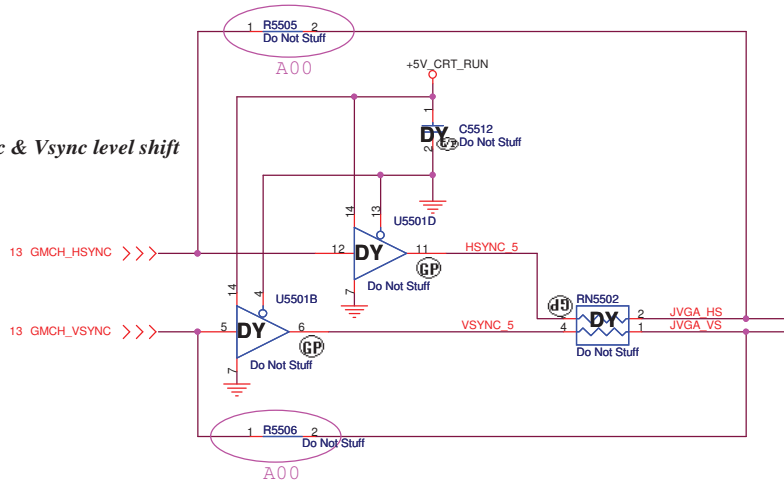 1 R5505 2
Do Not Stuff
A00
+5V_CRT_RUN
1
DY
C5512
2
GP
Do Not Stuff
c & Vsync level shift
14
13
U5501D
13 GMCH_HSYNC
12
DY
11
HSYNC_5
GP
Do Not Stuff
7
14
4
U5501B
13 GMCH_VSYNC
5
DY
6
VSYNC_5
GP
Do Not Stuff
7
GP
RN5502
DY
4
2
JVGA_HS
1
JVGA_VS
Do Not Stuff
1 R5506 2
Do Not Stuff
A00